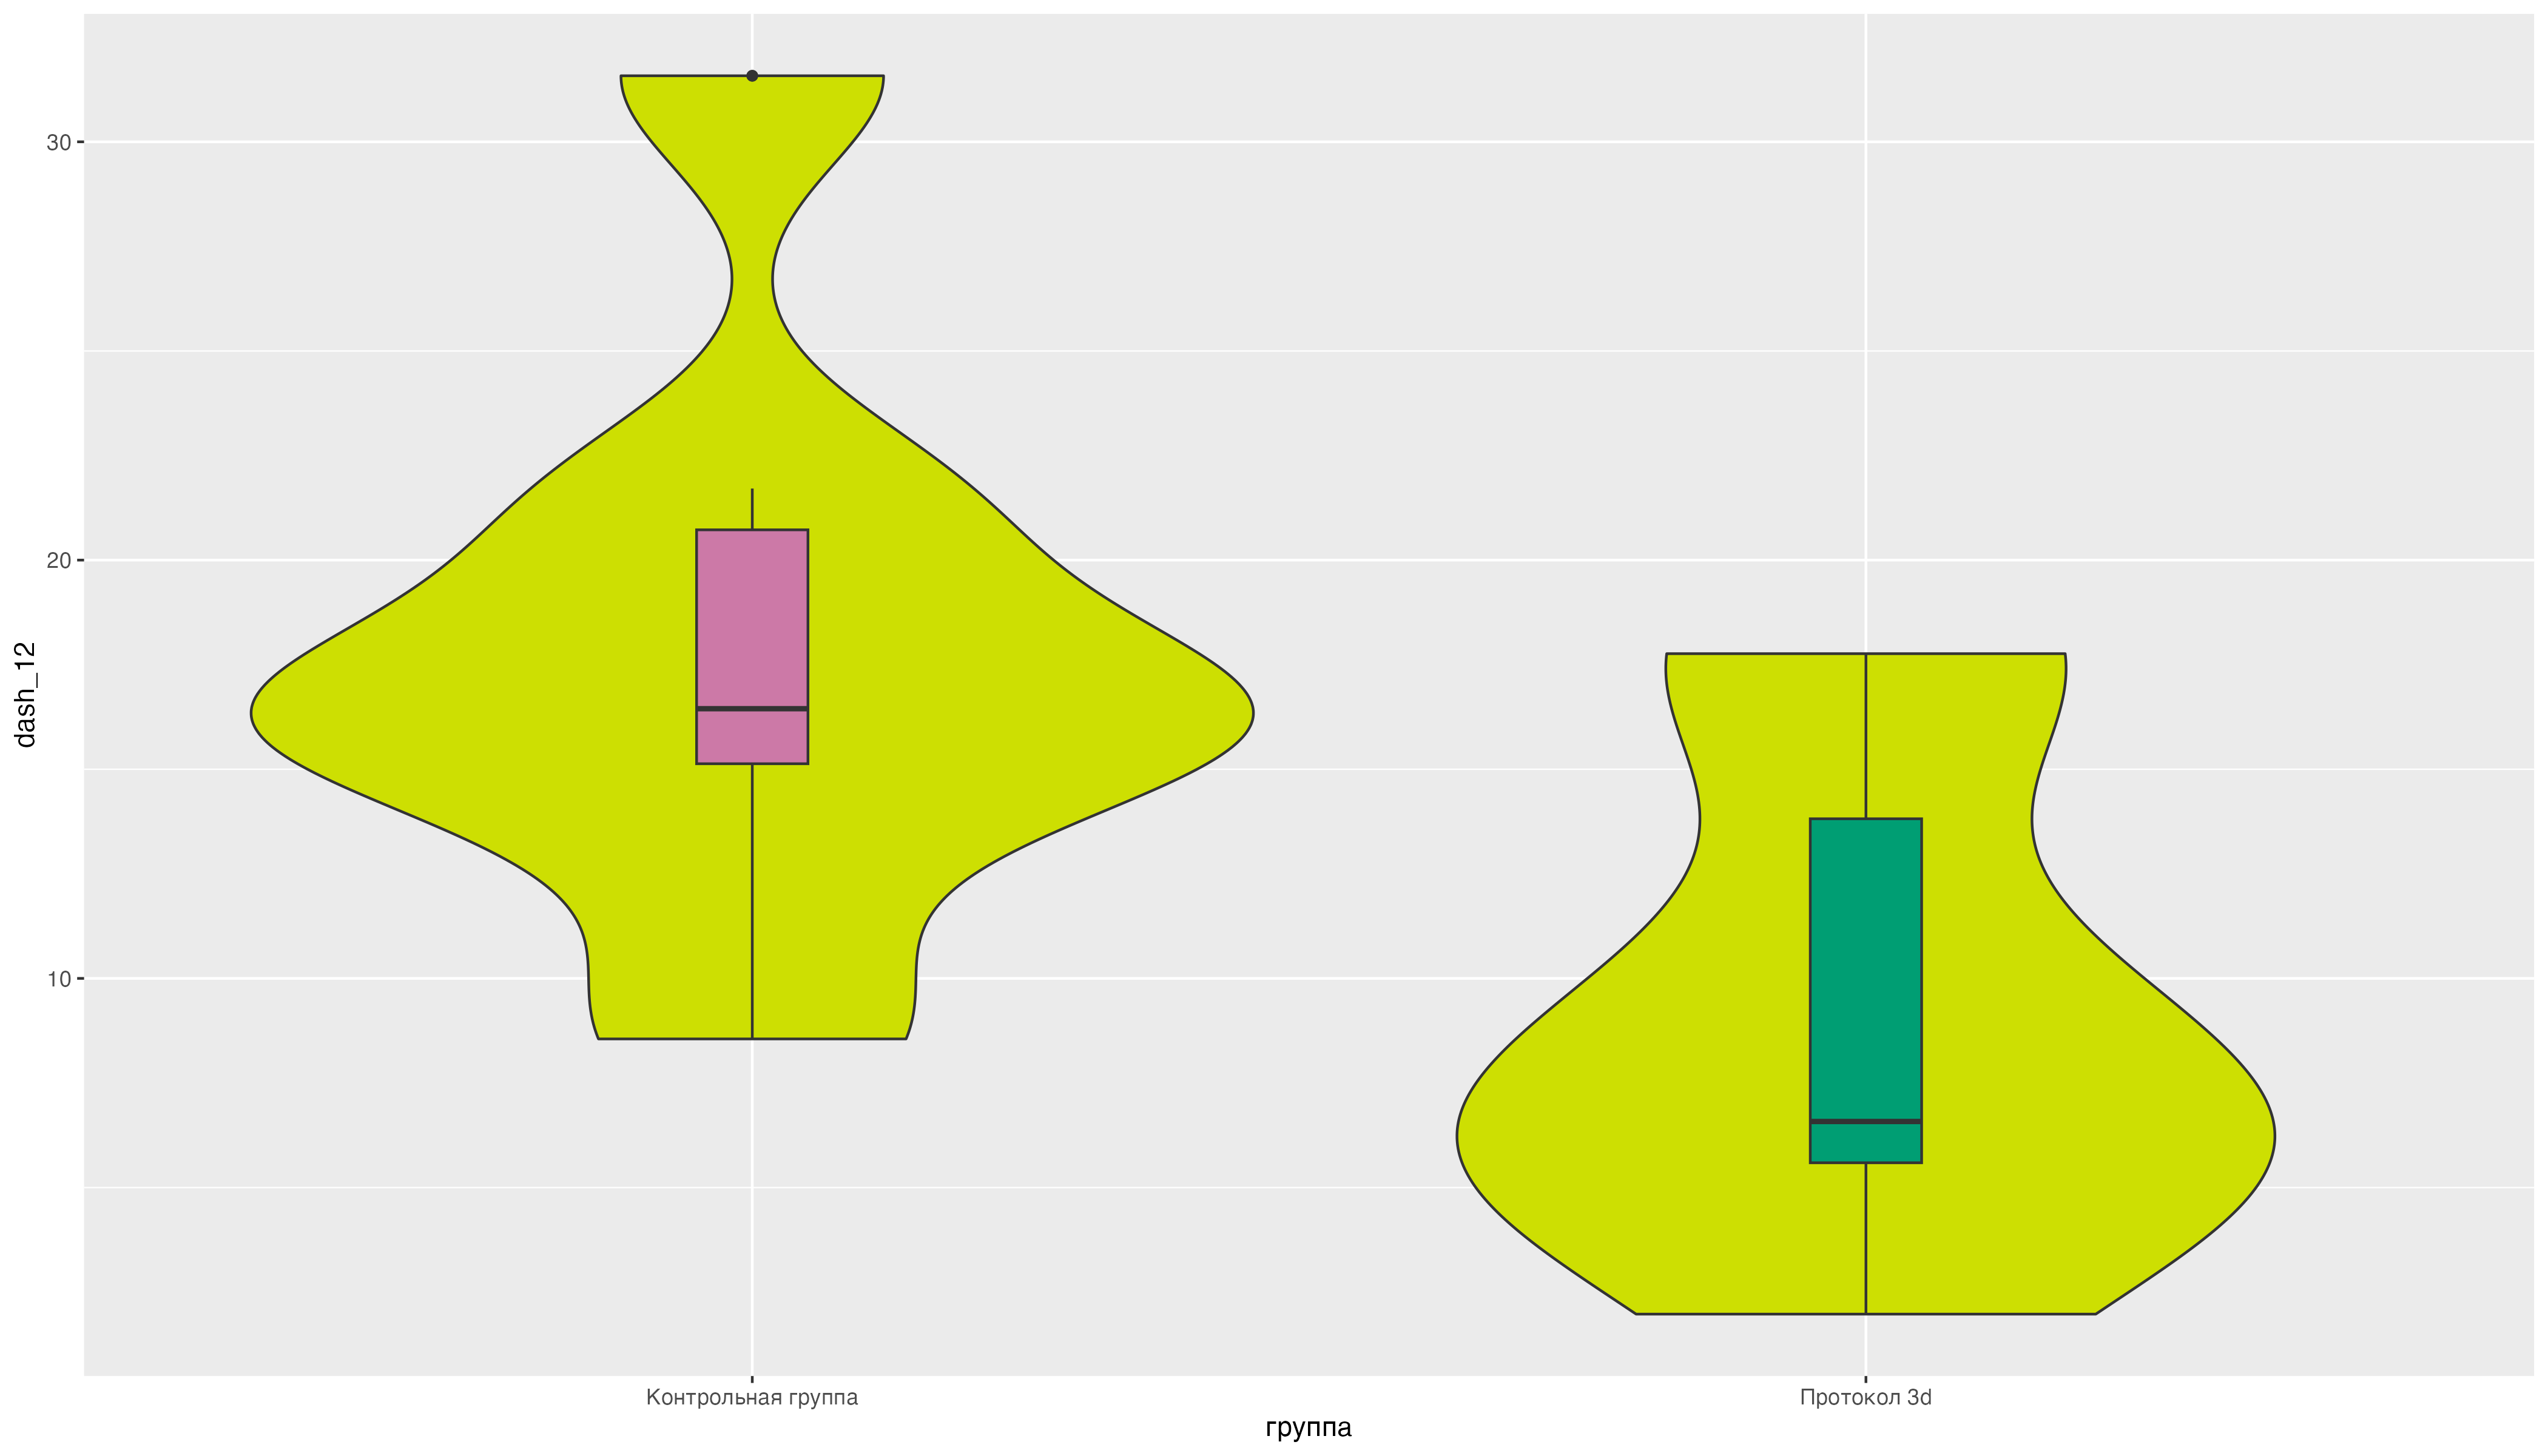 30
20
10
dash_12
Контрольная группа
Протокол 3d
группа